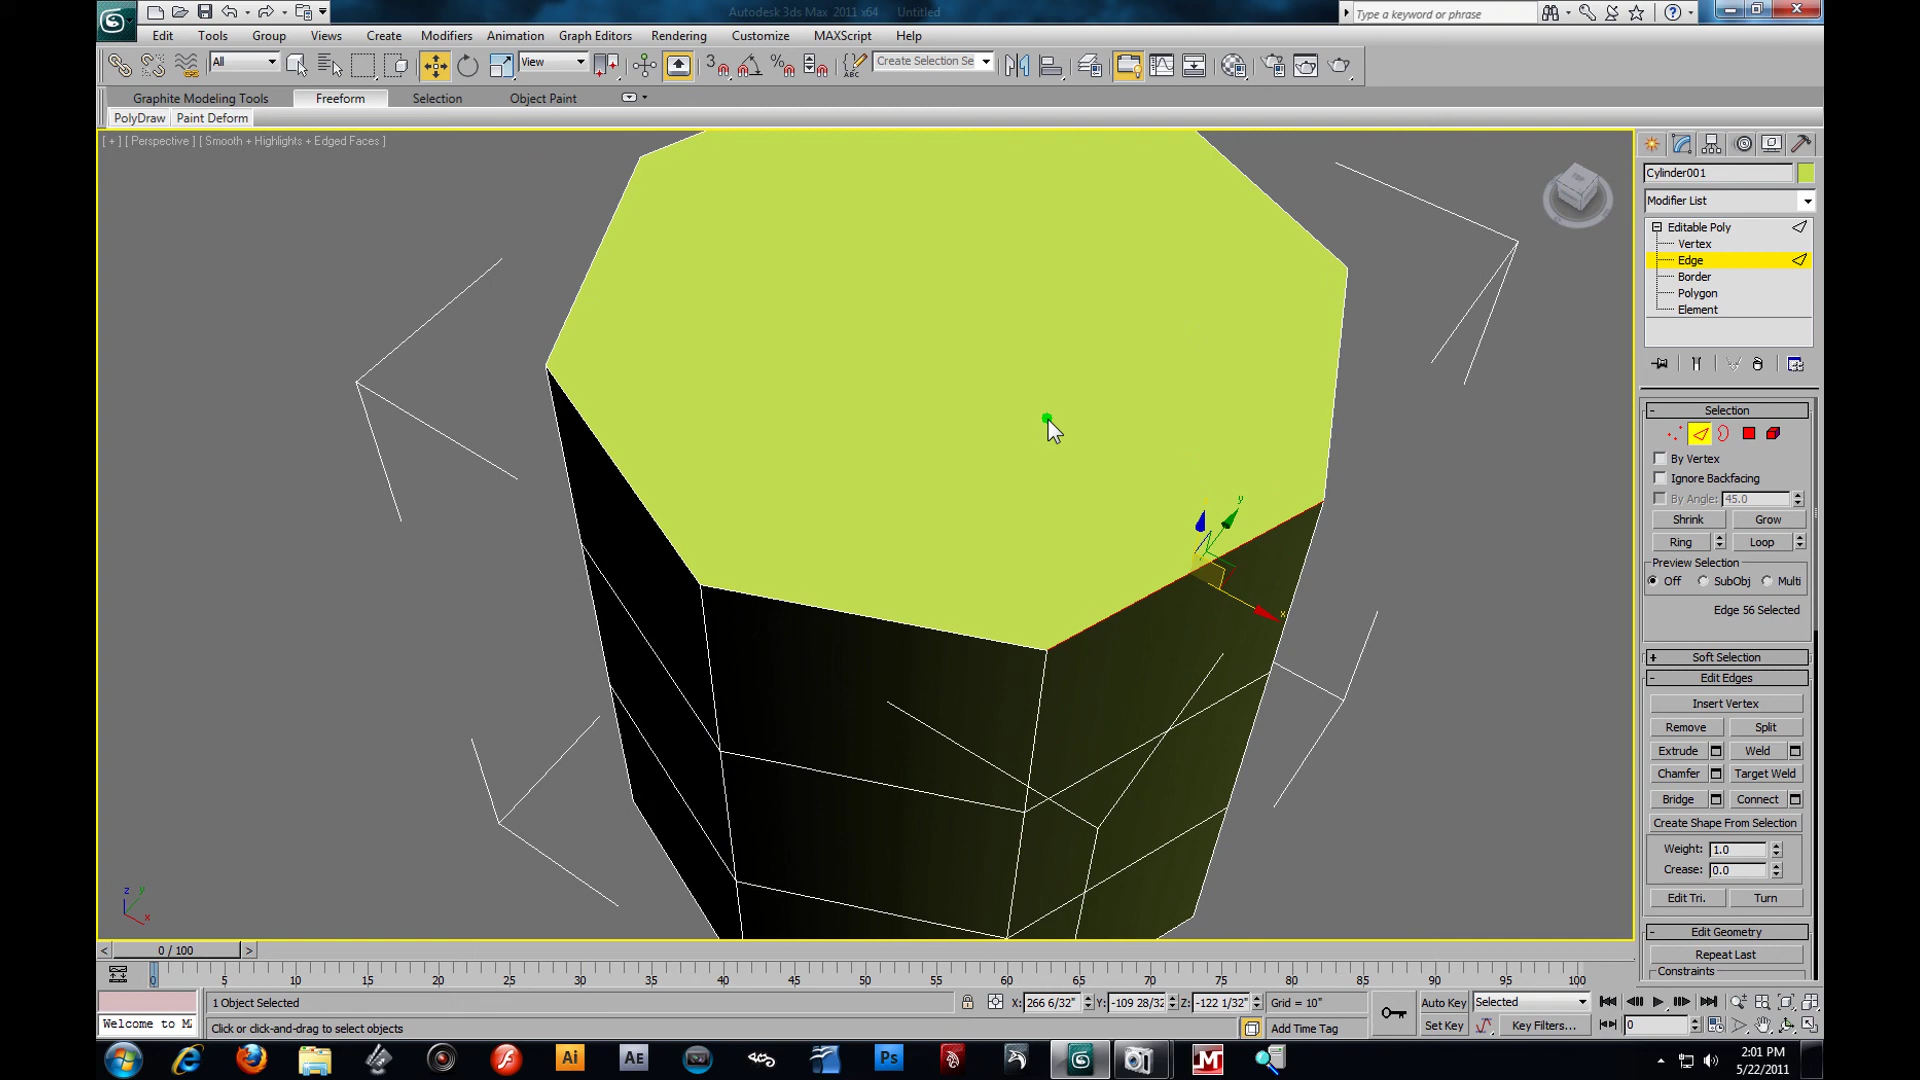 Autodesk 3ds Max 2011 x64 Untitled
Type a keyword or phrase
Edit Tools Group Views Create Modifiers Animation Graph Editors Rendering Customize MAXScript Help
All
View
3
%
ABC
Create Selection Se
Graphite Modeling Tools Freeform Selection Object Paint
PolyDraw Paint Deform
[ + ] [ Perspective ] [ Smooth + Highlights + Edged Faces ]
Cylinder001
Modifier List
Editable Poly
Vertex
Edge
Border
Polygon
Element
Selection
By Vertex
Ignore Backfacing
By Angle: 45.0
Shrink Grow
Ring Loop
Preview Selection
Off SubObj Multi
Edge 56 Selected
Soft Selection
Edit Edges
Insert Vertex
Remove Split
Extrude Weld
Chamfer Target Weld
Bridge Connect
Create Shape From Selection
Weight: 1.0
Crease: 0.0
Edit Tri. Turn
Edit Geometry
Repeat Last
Constraints
y
x
z y
x
< 0 / 100 >
0 5 10 15 20 25 30 35 40 45 50 55 60 65 70 75 80 85 90 95 100
1 Object Selected
X: 266 6/32" Y: -109 28/32 Z: -122 1/32" Grid = 10"
Auto Key Selected
Welcome to M
Click or click-and-drag to select objects
Add Time Tag
Set Key Key Filters... 0
Ai AE Ps
2:01 PM
5/22/2011